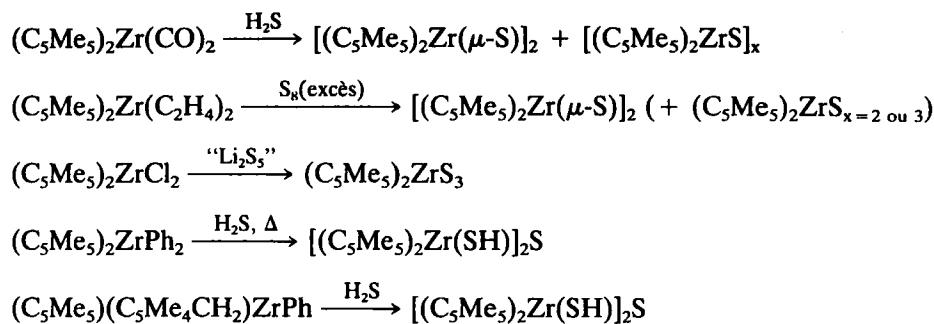 (C₅Me₅)₂Zr(CO)₂ —H₂S→ [(C₅Me₅)₂Zr(μ-S)]₂ + [(C₅Me₅)₂ZrS]ₓ
(C₅Me₅)₂Zr(C₂H₄)₂ —S₈(excès)→ [(C₅Me₅)₂Zr(μ-S)]₂ (+ (C₅Me₅)₂ZrSₓ ₌ ₂ ou ₃)
(C₅Me₅)₂ZrCl₂ —“Li₂S₅”→ (C₅Me₅)₂ZrS₃
(C₅Me₅)₂ZrPh₂ —H₂S, Δ→ [(C₅Me₅)₂Zr(SH)]₂S
(C₅Me₅)(C₅Me₄CH₂)ZrPh —H₂S→ [(C₅Me₅)₂Zr(SH)]₂S